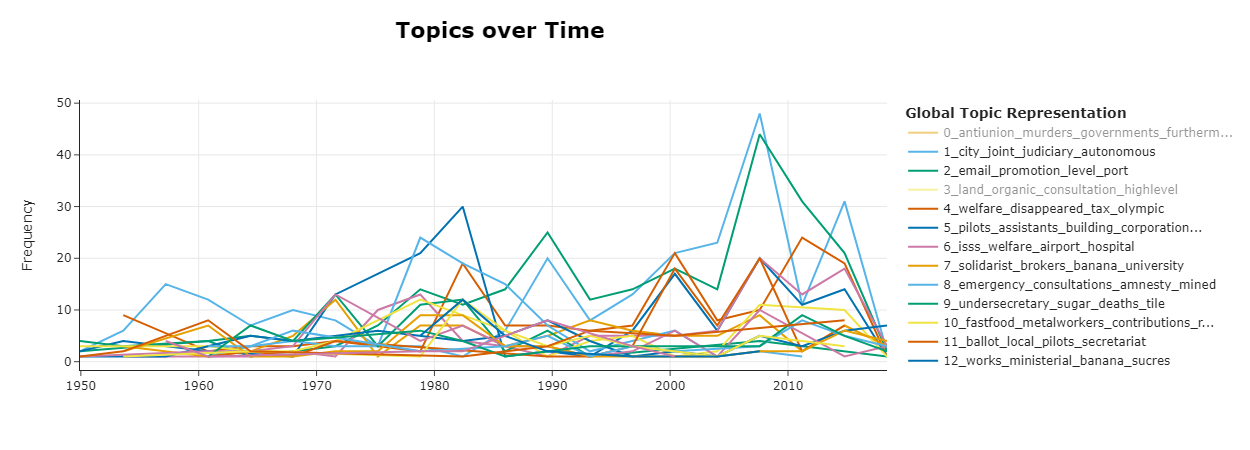 Topics over Time
Frequency
50
40
30
20
10
0
1950
1960
1970
1980
1990
2000
2010
Global Topic Representation
0_antiunion_murders_governments_furtherm...
1_city_joint_judiciary_autonomous
2_email_promotion_level_port
3_land_organic_consultation_highlevel
4_welfare_disappeared_tax_olympic
5_pilots_assistants_building_corporation...
6_isss_welfare_airport_hospital
7_solidarist_brokers_banana_university
8_emergency_consultations_amnesty_mined
9_undersecretary_sugar_deaths_tile
10_fastfood_metalworkers_contributions_r...
11_ballot_local_pilots_secretariat
12_works_ministerial_banana_sucres